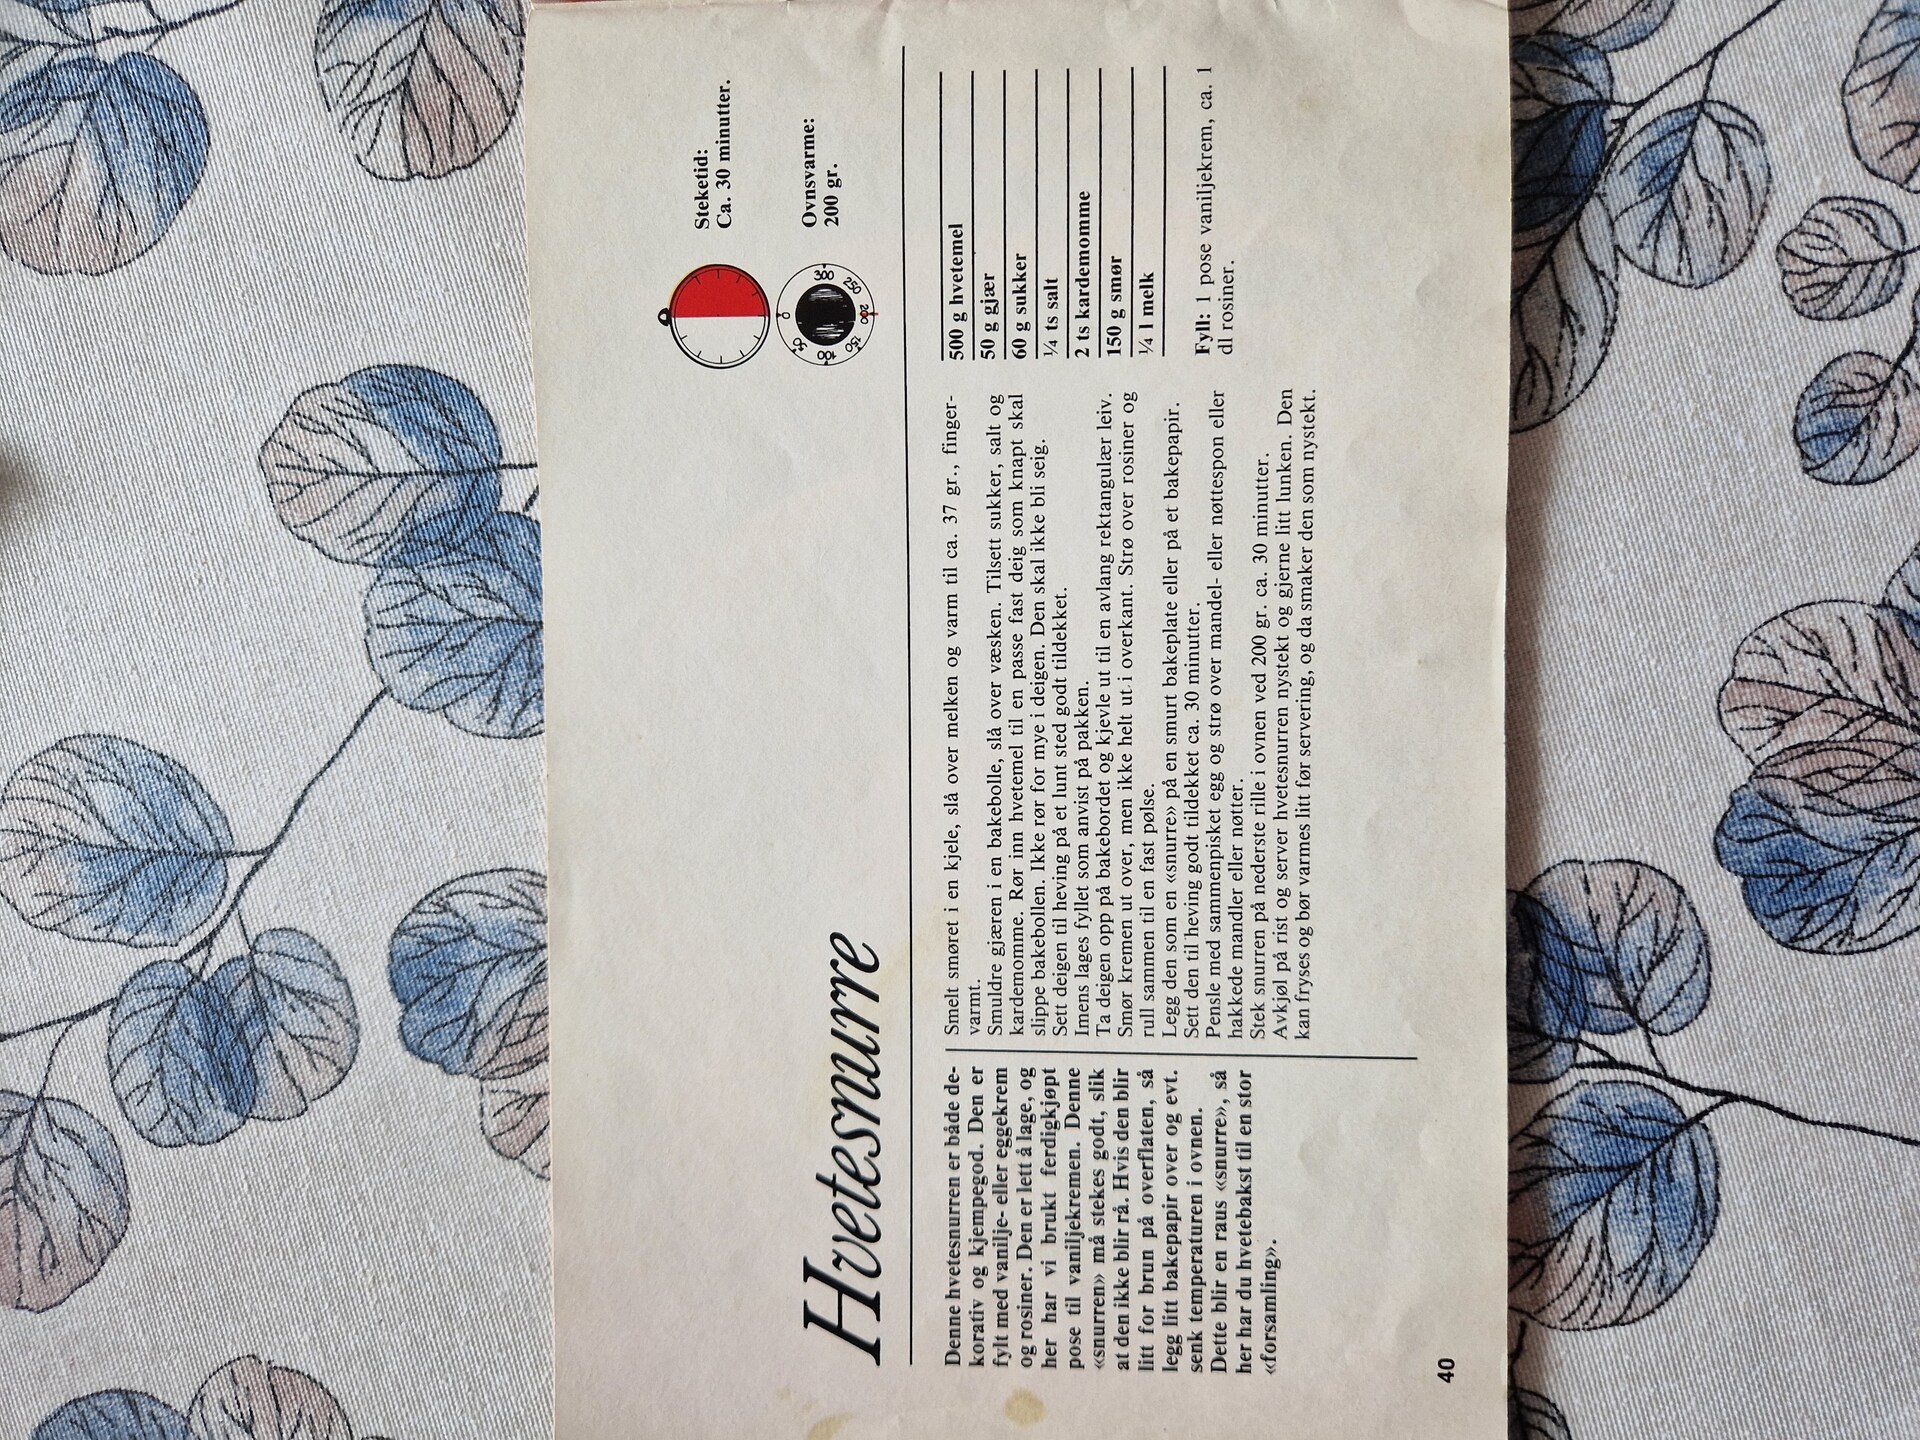 Steketid:
Ca. 30 minutter.
0
50
100
150
200
250
300
Ovnsvarme:
200 gr.
Hvetesnurre
Denne hvetesnurren er både de-
korativ og kjempegod. Den er
fylt med vanilje- eller eggekrem
og rosiner. Den er lett å lage, og
her har vi brukt ferdigkjøpt
pose til vaniljekremen. Denne
«snurren» må stekes godt, slik
at den ikke blir rå. Hvis den blir
litt for brun på overflaten, så
legg litt bakepapir over og evt.
senk temperaturen i ovnen.
Dette blir en raus «snurre», så
her har du hvetebakst til en stor
«forsamling».
Smelt smøret i en kjele, slå over melken og varm til ca. 37 gr., finger-
varmt.
Smuldre gjæren i en bakebolle, slå over væsken. Tilsett sukker, salt og
kardemomme. Rør inn hvetemel til en passe fast deig som knapt skal
slippe bakebollen. Ikke rør for mye i deigen. Den skal ikke bli seig.
Sett deigen til heving på et lunt sted godt tildekket.
Imens lages fyllet som anvist på pakken.
Ta deigen opp på bakebordet og kjevle ut til en avlang rektangulær leiv.
Smør kremen ut over, men ikke helt ut i overkant. Strø over rosiner og
rull sammen til en fast pølse.
Legg den som en «snurre» på en smurt bakeplate eller på et bakepapir.
Sett den til heving godt tildekket ca. 30 minutter.
Pensle med sammenpisket egg og strø over mandel- eller nøttespon eller
hakkede mandler eller nøtter.
Stek snurren på nederste rille i ovnen ved 200 gr. ca. 30 minutter.
Avkjøl på rist og server hvetesnurren nystekt og gjerne litt lunken. Den
kan fryses og bør varmes litt før servering, og da smaker den som nystekt.
500 g hvetemel
50 g gjær
60 g sukker
¼ ts salt
2 ts kardemomme
150 g smør
¼ l melk
Fyll: 1 pose vaniljekrem, ca. 1
dl rosiner.
40